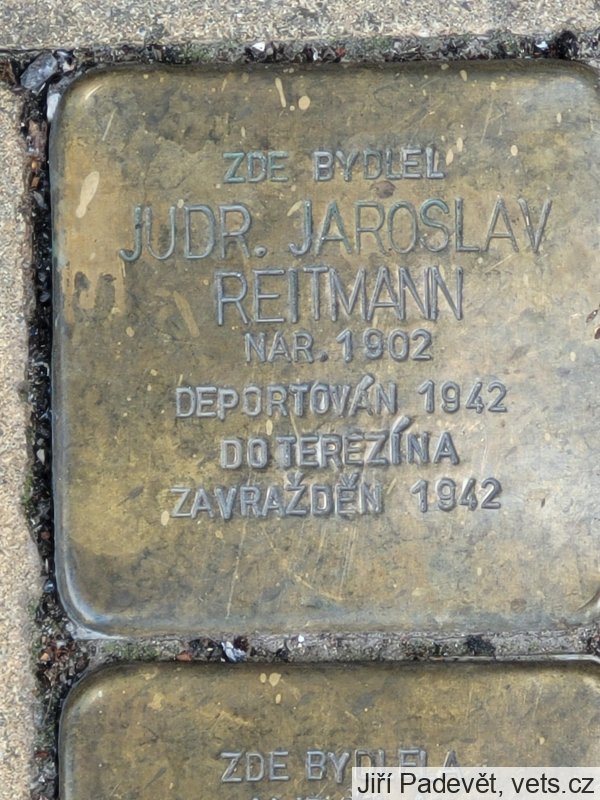 ZDE BYDLEL
JUDR. JAROSLAV
REITMANN
NAR. 1902
DEPORTOVÁN 1942
DO TEREZÍNA
ZAVRAŽDĚN 1942
ZDE BYDLELA
Jiří Padevět, vets.cz